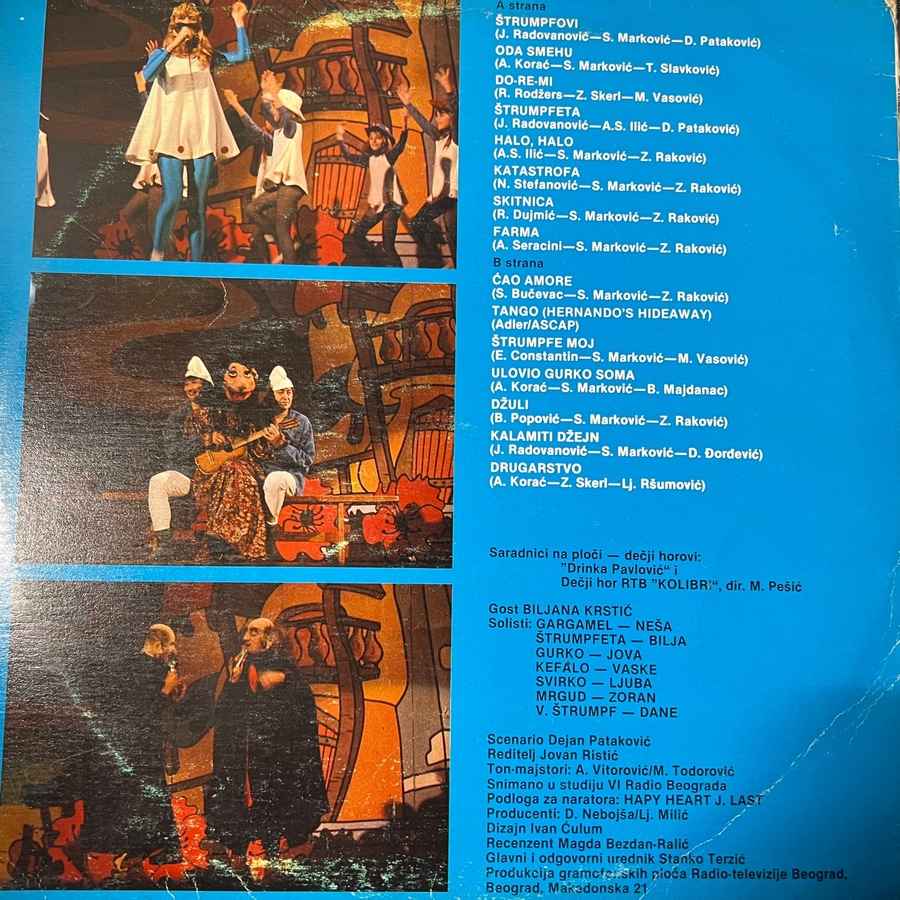 A strana
ŠTRUMPFOVI
(J. Radovanović—S. Marković—D. Pataković)
ODA SMEHU
(A. Korać—S. Marković—T. Slavković)
DO-RE-MI
(R. Rodžers—Z. Skerl—M. Vasović)
ŠTRUMPFETA
(J. Radovanović—A.S. Ilić—D. Pataković)
HALO, HALO
(A.S. Ilić—S. Marković—Z. Raković)
KATASTROFA
(N. Stefanović—S. Marković—Z. Raković)
SKITNICA
(R. Dujmić—S. Marković—Z. Raković)
FARMA
(A. Seracini—S. Marković—Z. Raković)
B strana
ĆAO AMORE
(S. Bučevac—S. Marković—Z. Raković)
TANGO (HERNANDO'S HIDEAWAY)
(Adler/ASCAP)
ŠTRUMPFE MOJ
(E. Constantin—S. Marković—M. Vasović)
ULOVIO GURKO SOMA
(A. Korać—S. Marković—B. Majdanac)
DŽULI
(B. Popović—S. Marković—Z. Raković)
KALAMITI DŽEJN
(J. Radovanović—S. Marković—D. Đorđević)
DRUGARSTVO
(A. Korać—Z. Skerl—Lj. Ršumović)
Saradnici na ploči — dečji horovi:
"Drinka Pavlović“ i
Dečji hor RTB "KOLIBRI“, dir. M. Pešić
Gost BILJANA KRSTIĆ
Solisti: GARGAMEL — NEŠA
ŠTRUMPFETA — BILJA
GURKO — JOVA
KEFALO — VASKE
SVIRKO — LJUBA
MRGUD — ZORAN
V. ŠTRUMPF — DANE
Scenario Dejan Pataković
Reditelj Jovan Ristić
Ton-majstori: A. Vitorović/M. Todorović
Snimano u studiju VI Radio Beograda
Podloga za naratora: HAPY HEART J. LAST
Producenti: D. Nebojša/Lj. Milić
Dizajn Ivan Ćulum
Recenzent Magda Bezdan-Ralić
Glavni i odgovorni urednik Stanko Terzić
Produkcija gramofonskih ploča Radio-televizije Beograd,
Beograd, Makedonska 21